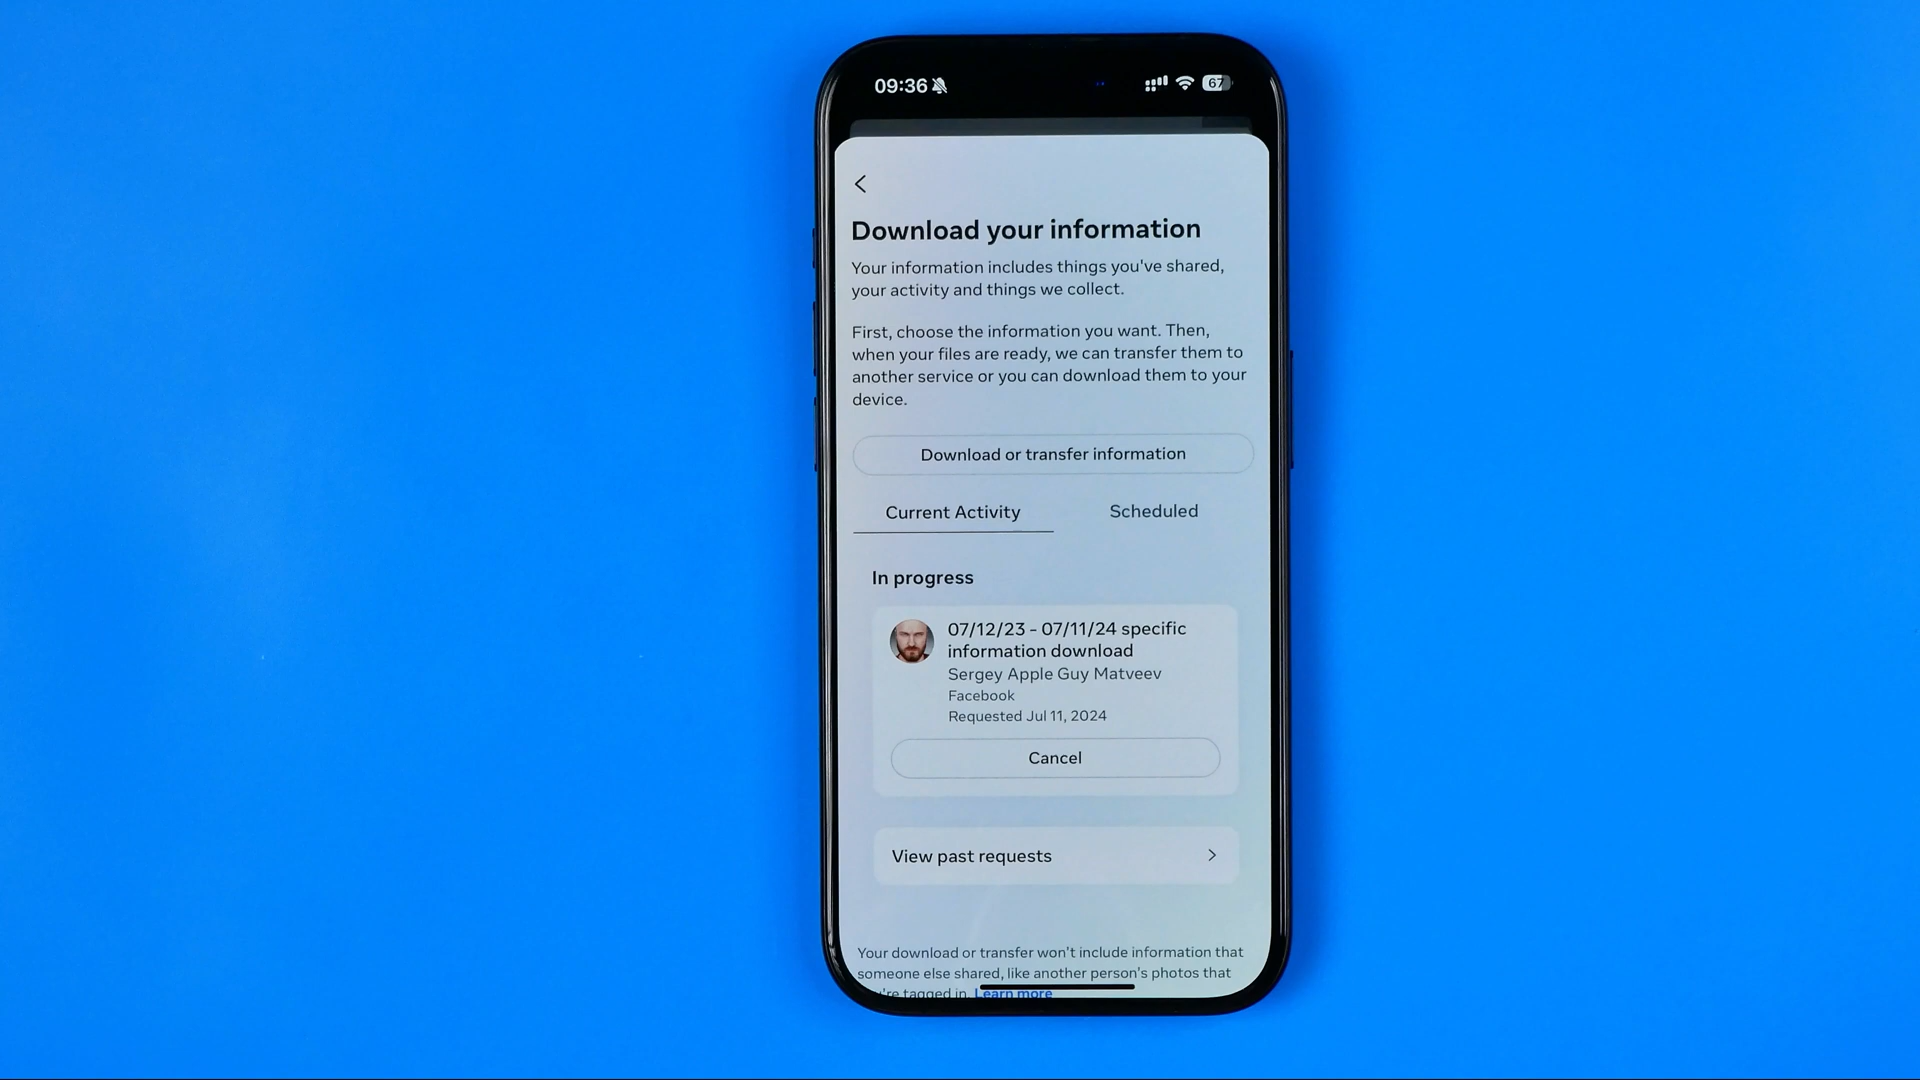 09:36
67
Download your information
Your information includes things you've shared,
your activity and things we collect.
First, choose the information you want. Then,
when your files are ready, we can transfer them to
another service or you can download them to your
device.
Download or transfer information
Current Activity
Scheduled
In progress
07/12/23 - 07/11/24 specific
information download
Sergey Apple Guy Matveev
Facebook
Requested Jul 11, 2024
Cancel
View past requests
Your download or transfer won't include information that
someone else shared, like another person's photos that
're tagged in. Learn more